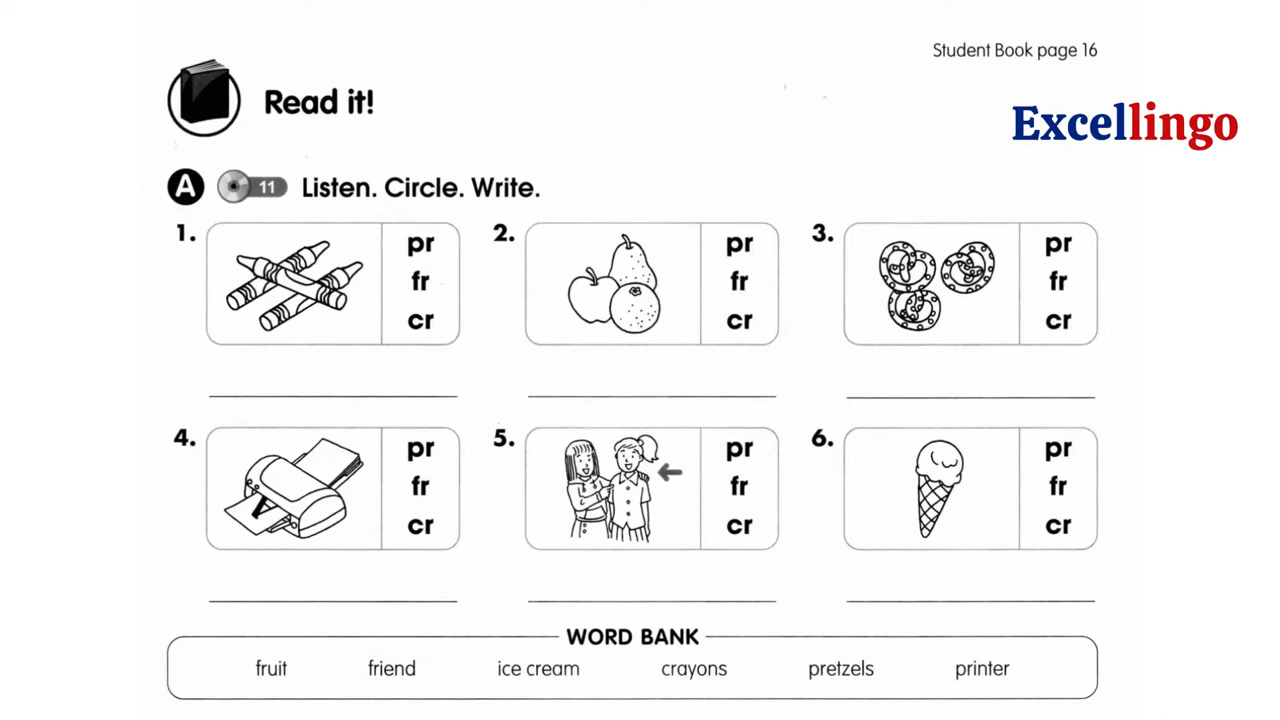 Student Book page 16
Read it!
Excellingo
A 11 Listen. Circle. Write.
1. pr
fr
cr
2. pr
fr
cr
3. pr
fr
cr
4. pr
fr
cr
5. pr
fr
cr
6. pr
fr
cr
WORD BANK
fruit friend ice cream crayons pretzels printer